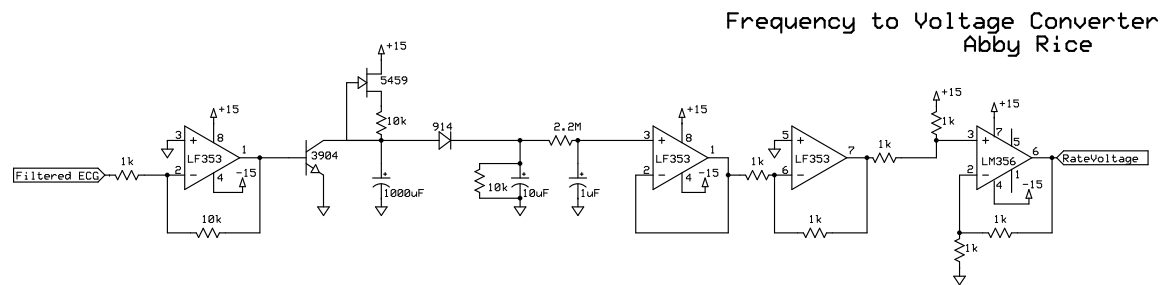 Frequency to Voltage Converter
Abby Rice
+15
5459
10k
914
3904
1000uF
Filtered ECG
1k
+15
3
8
LF353
1
2
4
-15
10k
10k
10uF
2.2M
1uF
+15
3
8
LF353
1
2
4
-15
1k
5
LF353
7
6
1k
1k
+15
1k
+15
3
7
5
LM356
6
2
4
1
-15
RateVoltage
1k
1k